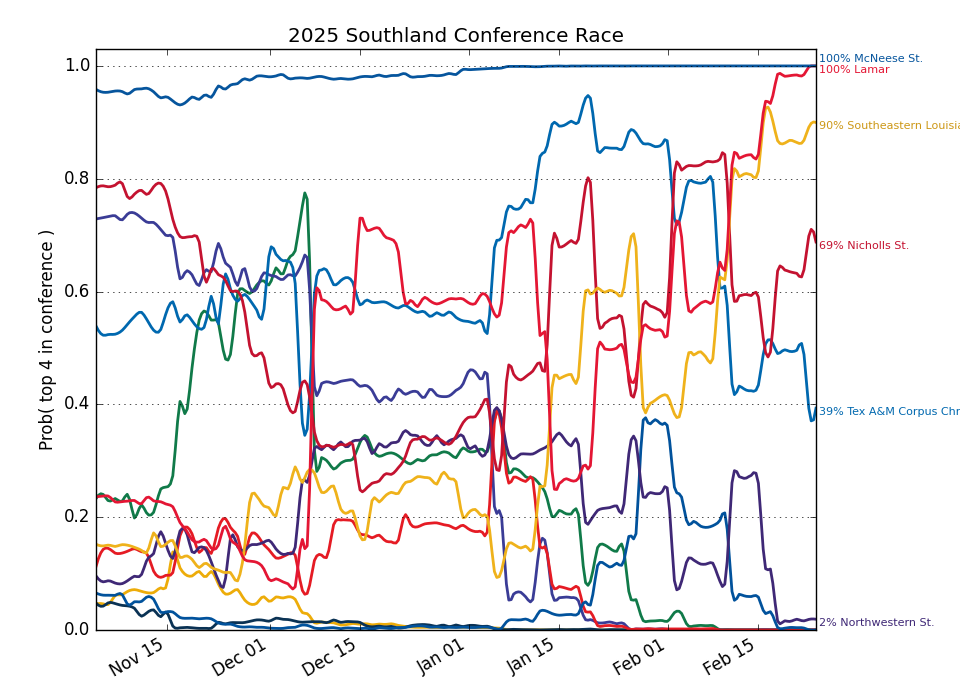 2025 Southland Conference Race
Prob( top 4 in conference )
1.0
0.8
0.6
0.4
0.2
0.0
Nov 15
Dec 01
Dec 15
Jan 01
Jan 15
Feb 01
Feb 15
100% McNeese St.
100% Lamar
90% Southeastern Louisia
69% Nicholls St.
39% Tex A&M Corpus Chr
2% Northwestern St.